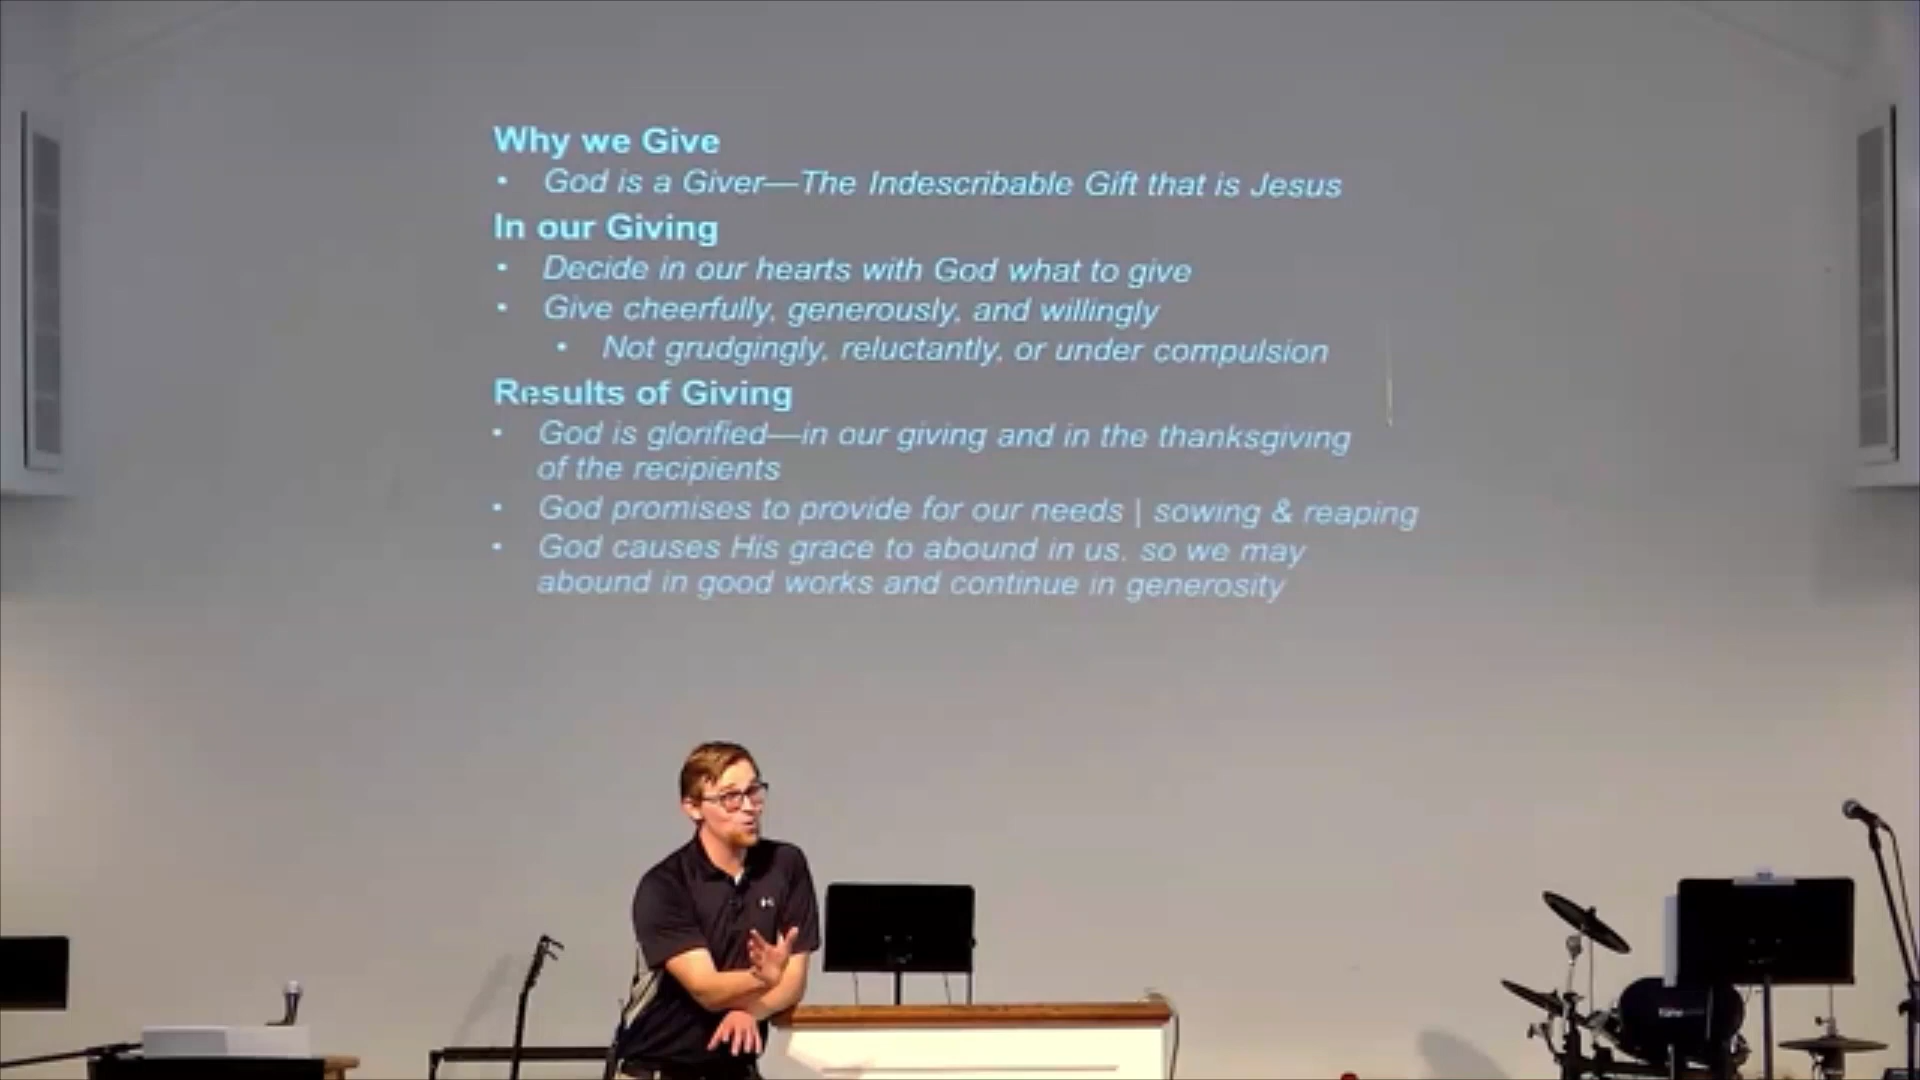 Why we Give
• God is a Giver—The Indescribable Gift that is Jesus
In our Giving
• Decide in our hearts with God what to give
• Give cheerfully, generously, and willingly
• Not grudgingly, reluctantly, or under compulsion
Results of Giving
• God is glorified—in our giving and in the thanksgiving
of the recipients
• God promises to provide for our needs | sowing & reaping
• God causes His grace to abound in us. so we may
abound in good works and continue in generosity